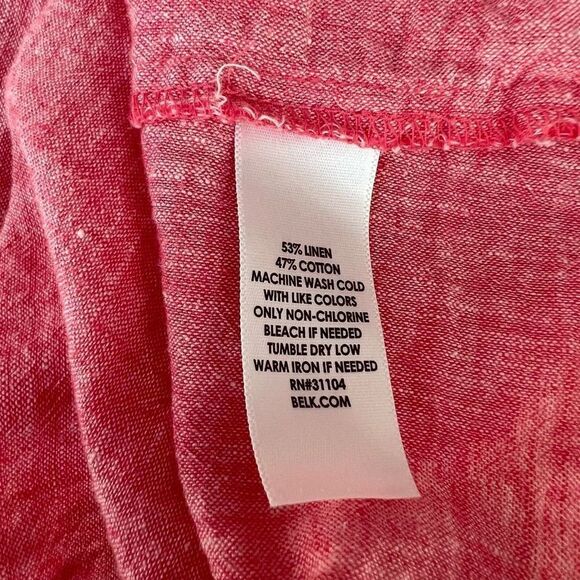 53% LINEN
47% COTTON
MACHINE WASH COLD
WITH LIKE COLORS
ONLY NON-CHLORINE
BLEACH IF NEEDED
TUMBLE DRY LOW
WARM IRON IF NEEDED
RN#31104
BELK.COM